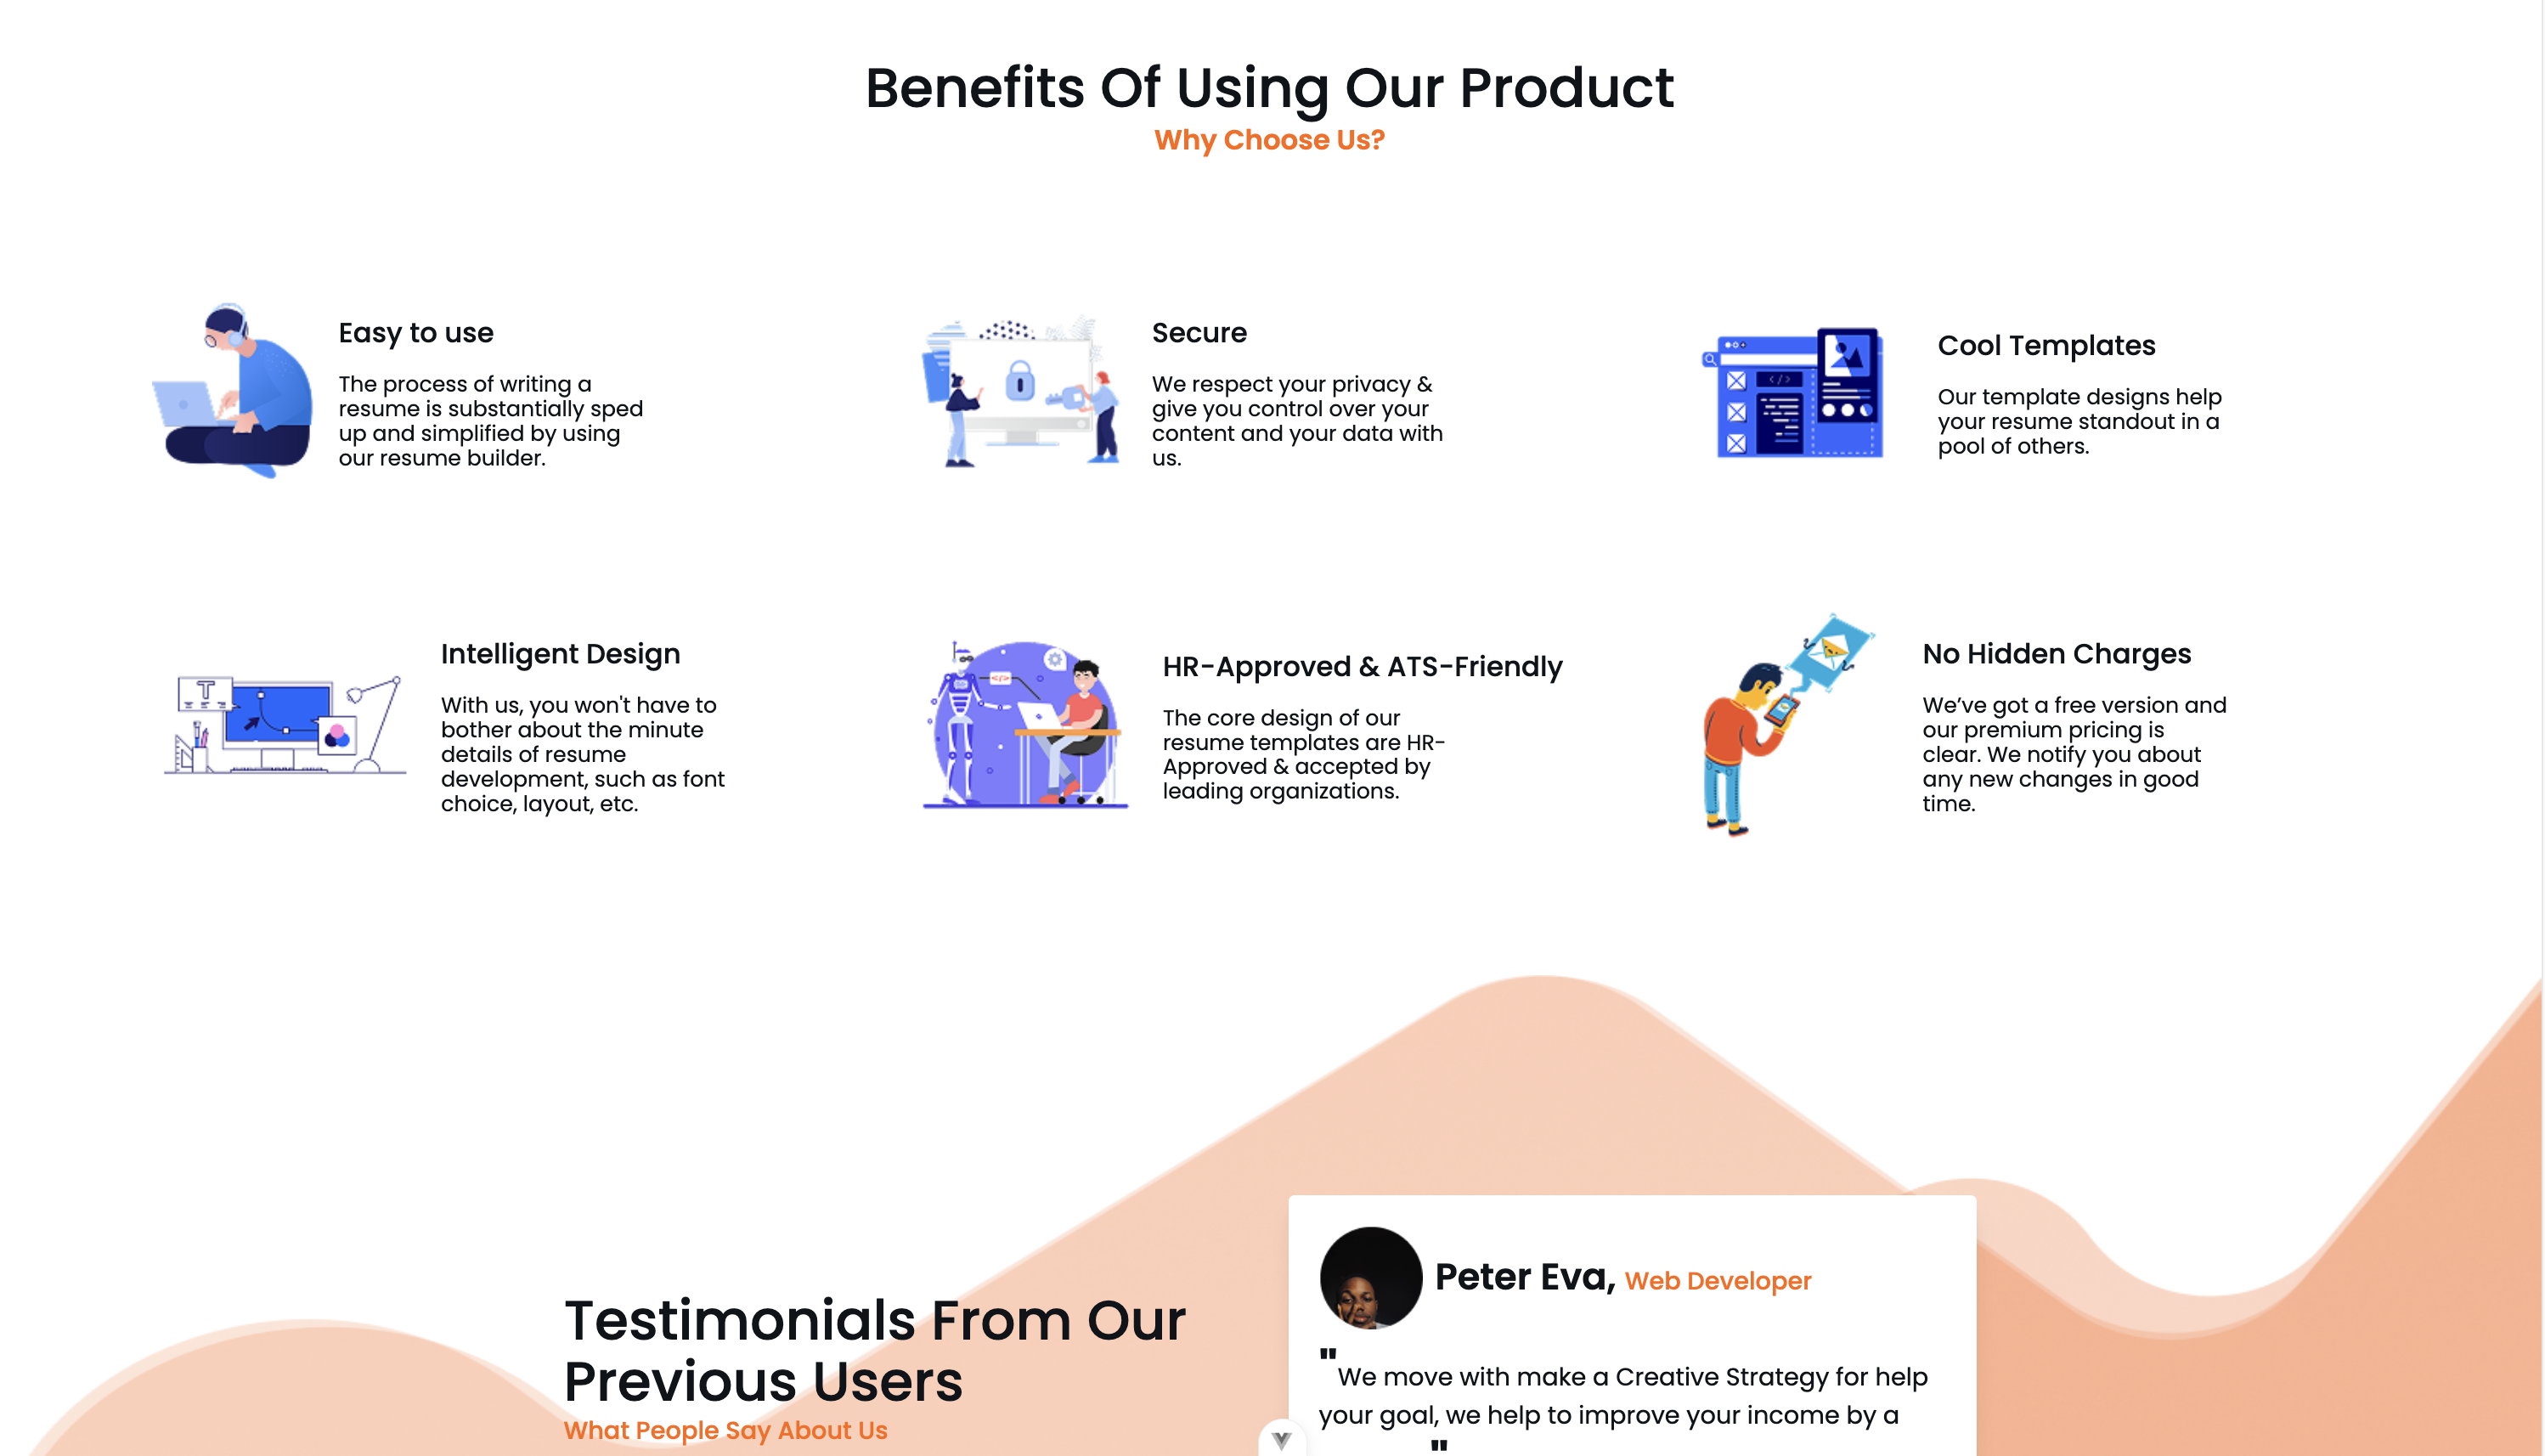 Benefits Of Using Our Product
Why Choose Us?
Easy to use
The process of writing a
resume is substantially sped
up and simplified by using
our resume builder.
Secure
We respect your privacy &
give you control over your
content and your data with
us.
Cool Templates
Our template designs help
your resume standout in a
pool of others.
Intelligent Design
With us, you won't have to
bother about the minute
details of resume
development, such as font
choice, layout, etc.
HR-Approved & ATS-Friendly
The core design of our
resume templates are HR-
Approved & accepted by
leading organizations.
No Hidden Charges
We’ve got a free version and
our premium pricing is
clear. We notify you about
any new changes in good
time.
Testimonials From Our
Previous Users
What People Say About Us
Peter Eva, Web Developer
"We move with make a Creative Strategy for help
your goal, we help to improve your income by a
"